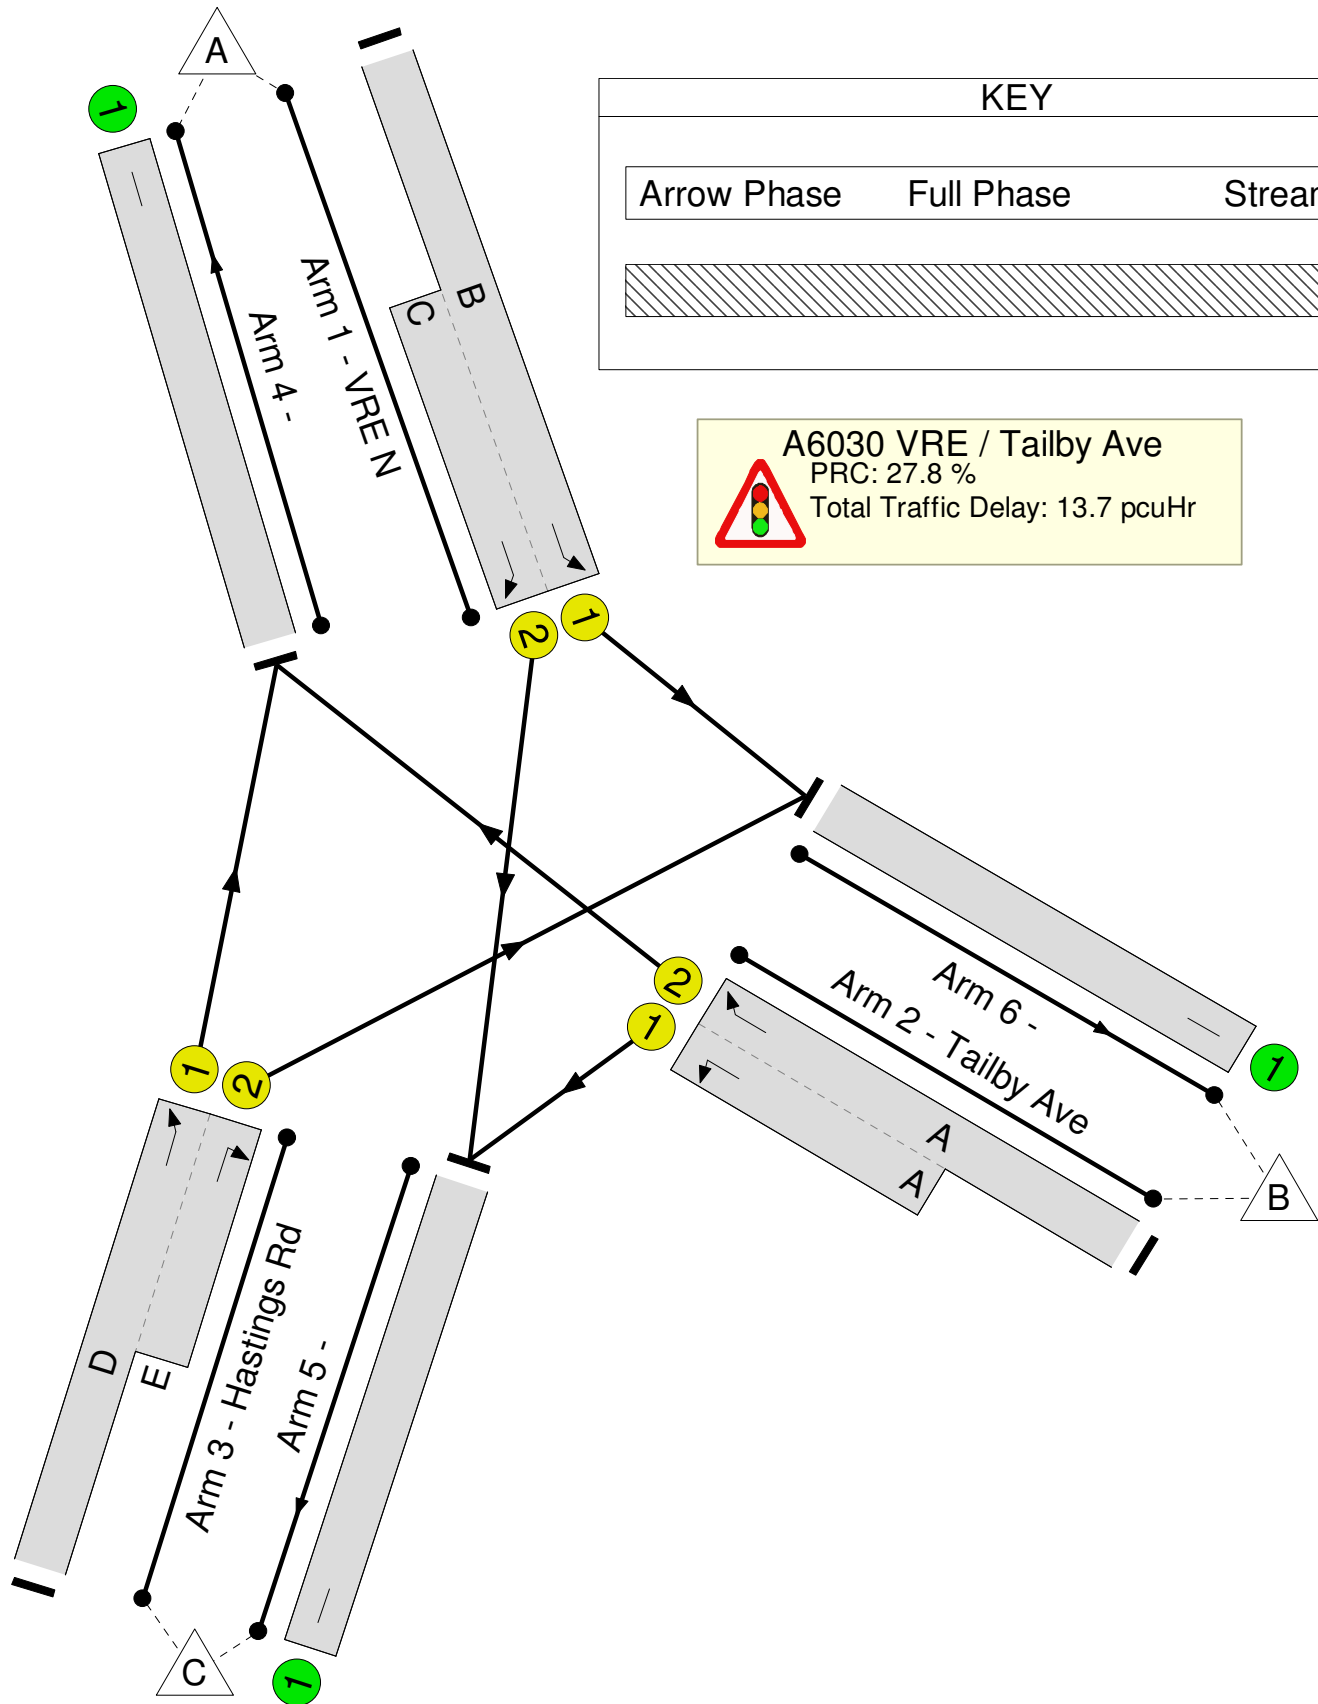 A
1
KEY
Arrow Phase Full Phase Strear
A6030 VRE / Tailby Ave
PRC: 27.8 %
Total Traffic Delay: 13.7 pcuHr
Arm 4 -
Arm 1 - VRE N
B
C
2
1
Arm 6 -
Arm 2 - Tailby Ave
2
1
1
A
A
B
1
2
D
E
Arm 3 - Hastings Rd
Arm 5 -
C
1